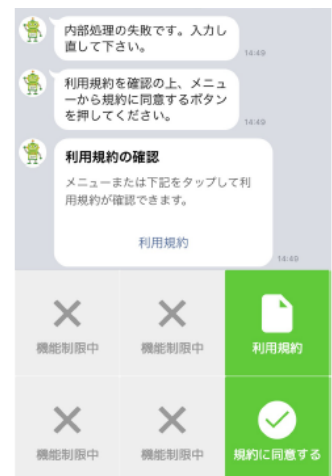 内部処理の失敗です。入力し
直して下さい。
14:49
利用規約を確認の上、メニュ
ーから規約に同意するボタン
を押してください。
14:49
利用規約の確認
メニューまたは下記をタップして利
用規約が確認できます。
利用規約
14:49
機能制限中
機能制限中
利用規約
機能制限中
機能制限中
規約に同意する